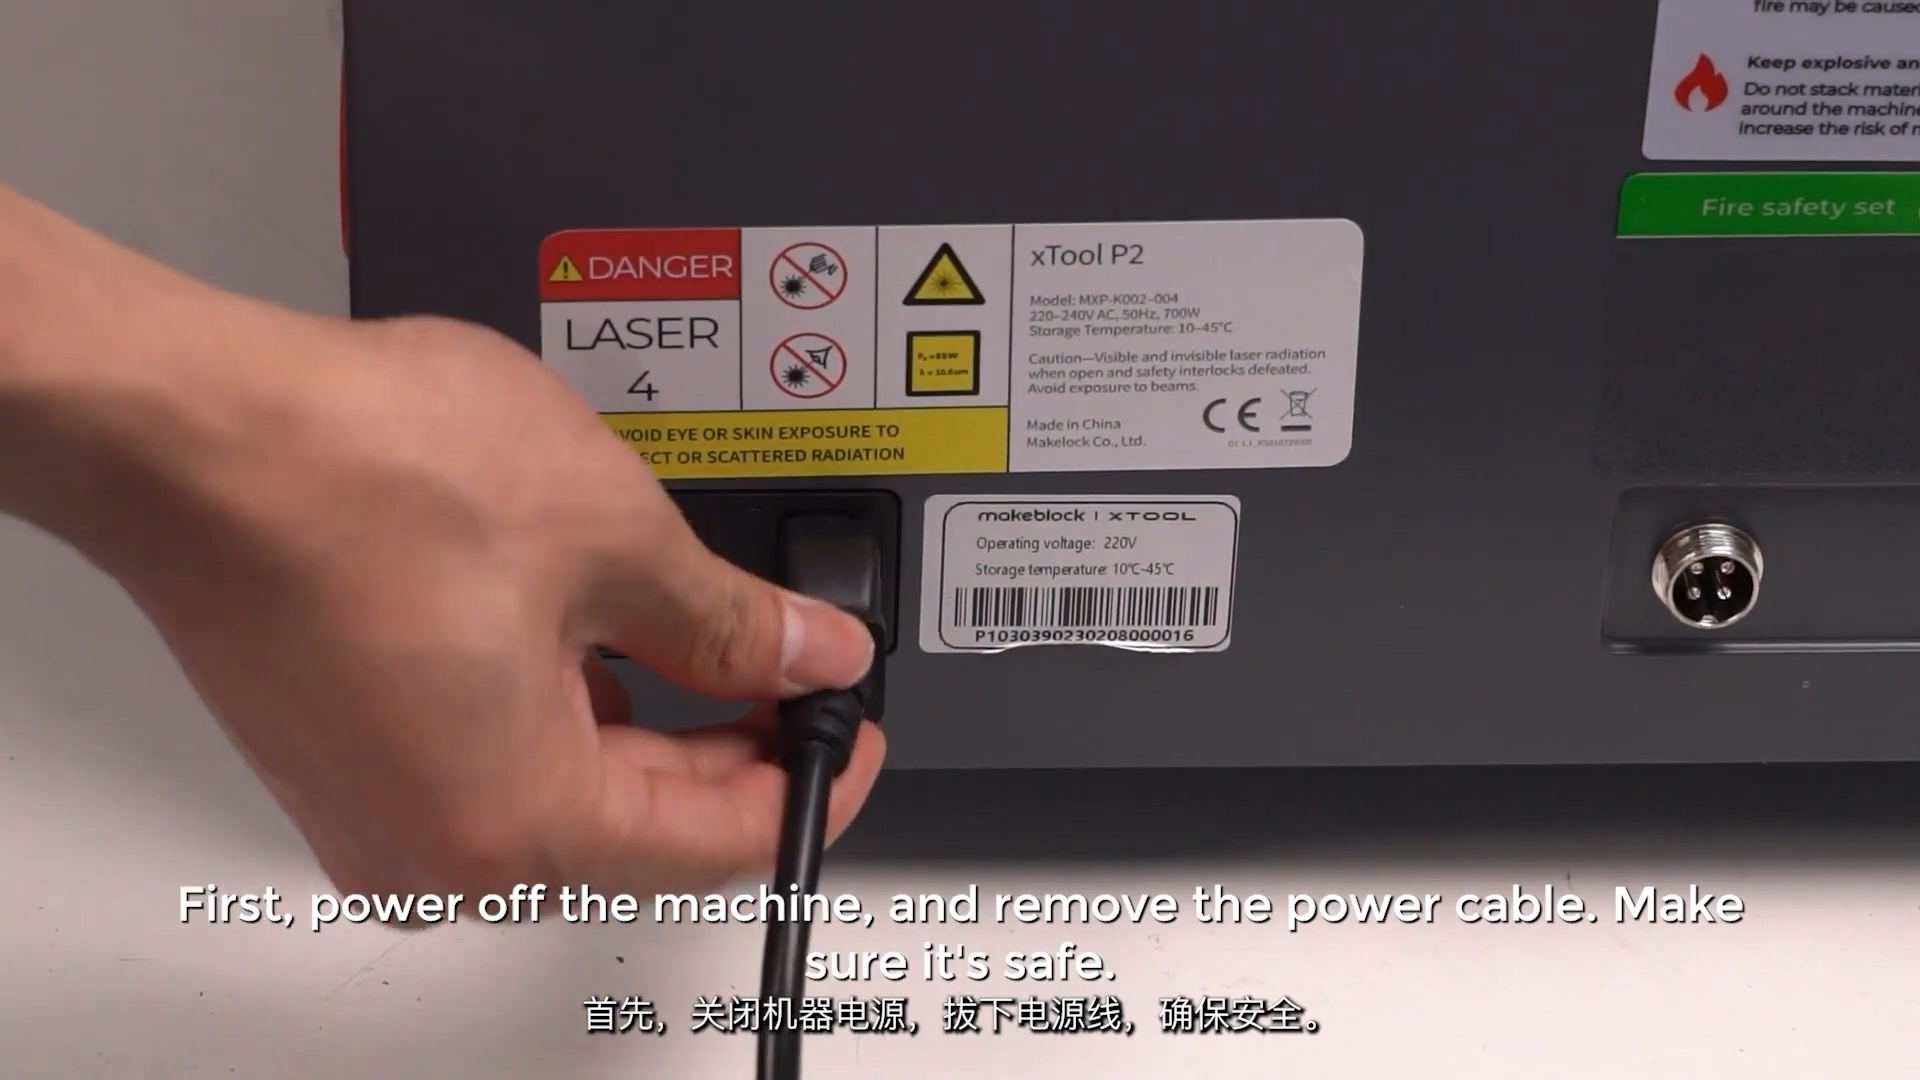 fire may be caused
Keep explosive an
Do not stack materi
around the machine
increase the risk of
Fire safety set
DANGER
LASER
4
VOID EYE OR SKIN EXPOSURE TO
ECT OR SCATTERED RADIATION
xTool P2
Model: MXP-K002-004
220-240V AC, 50Hz, 700W
Storage Temperature: 10-45°C
Caution—Visible and invisible laser radiation
when open and safety interlocks defeated.
Avoid exposure to beams.
Made in China
Makelock Co., Ltd.
CE
makeblock | XTOOL
Operating voltage: 220V
Storage temperature: 10℃-45℃
P1030390230208000016
First, power off the machine, and remove the power cable. Make
sure it's safe.
首先，关闭机器电源，拔下电源线，确保安全。